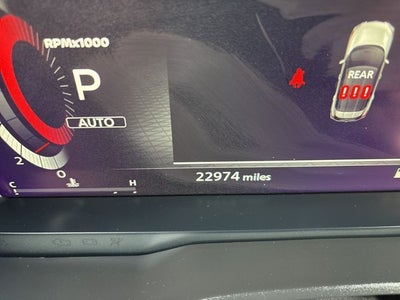 RPMx1000
P
AUTO
REAR
2
0
C H
22974 miles